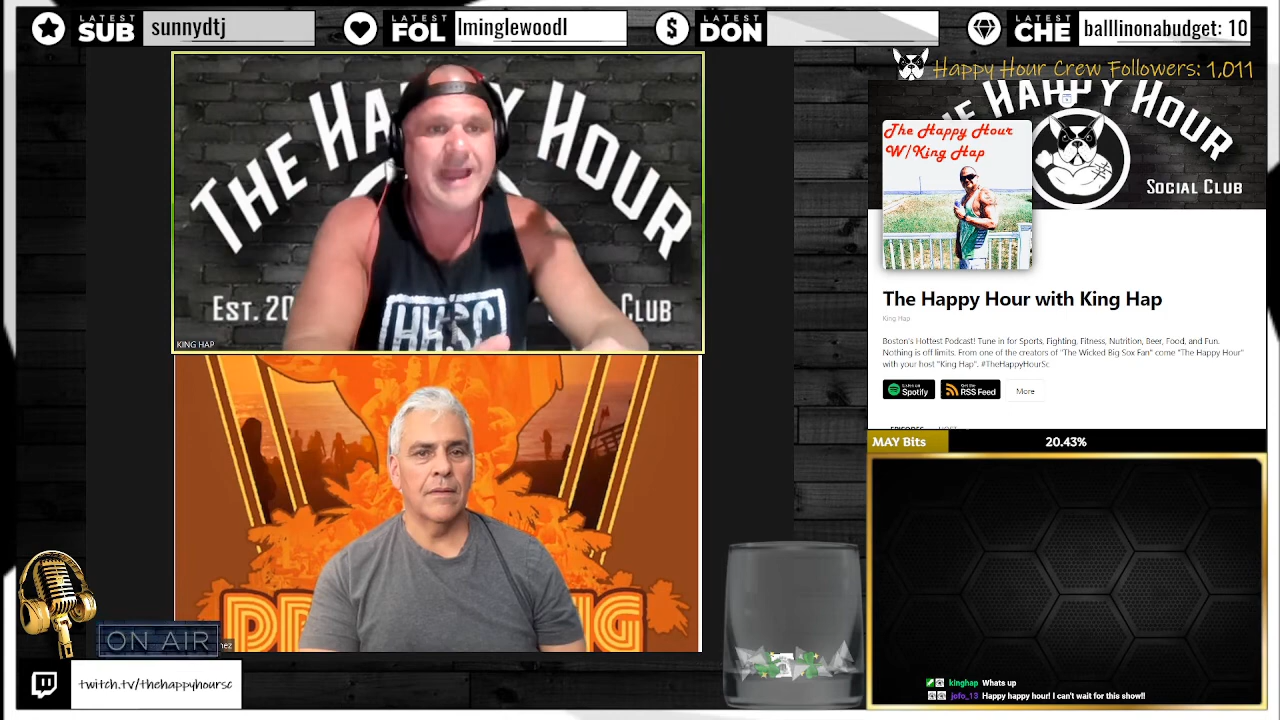 LATEST
SUB
sunnydtj
LATEST
FOL
lminglewoodl
LATEST
DON
LATEST
CHE
balllinonabudget: 10
Happy Hour Crew Followers: 1,011
THE HAPPY HOUR
EST. 20
CLUB
HHSC
KING HAP
THE HAPPY HOUR
SOCIAL CLUB
The Happy Hour
W/King Hap
The Happy Hour with King Hap
King Hap
Boston's Hottest Podcast! Tune in for Sports, Fighting, Fitness, Nutrition, Beer, Food, and Fun.
Nothing is off limits. From one of the creators of "The Wicked Big Sox Fan" come "The Happy Hour"
with your host "King Hap". #TheHappyHourSc
Listen on
Spotify
Get the
RSS Feed
More
MAY Bits
20.43%
ON AIR
twitch.tv/thehappyhoursc
kinghap Whats up
jofo_13 Happy happy hour! I can't wait for this show!!